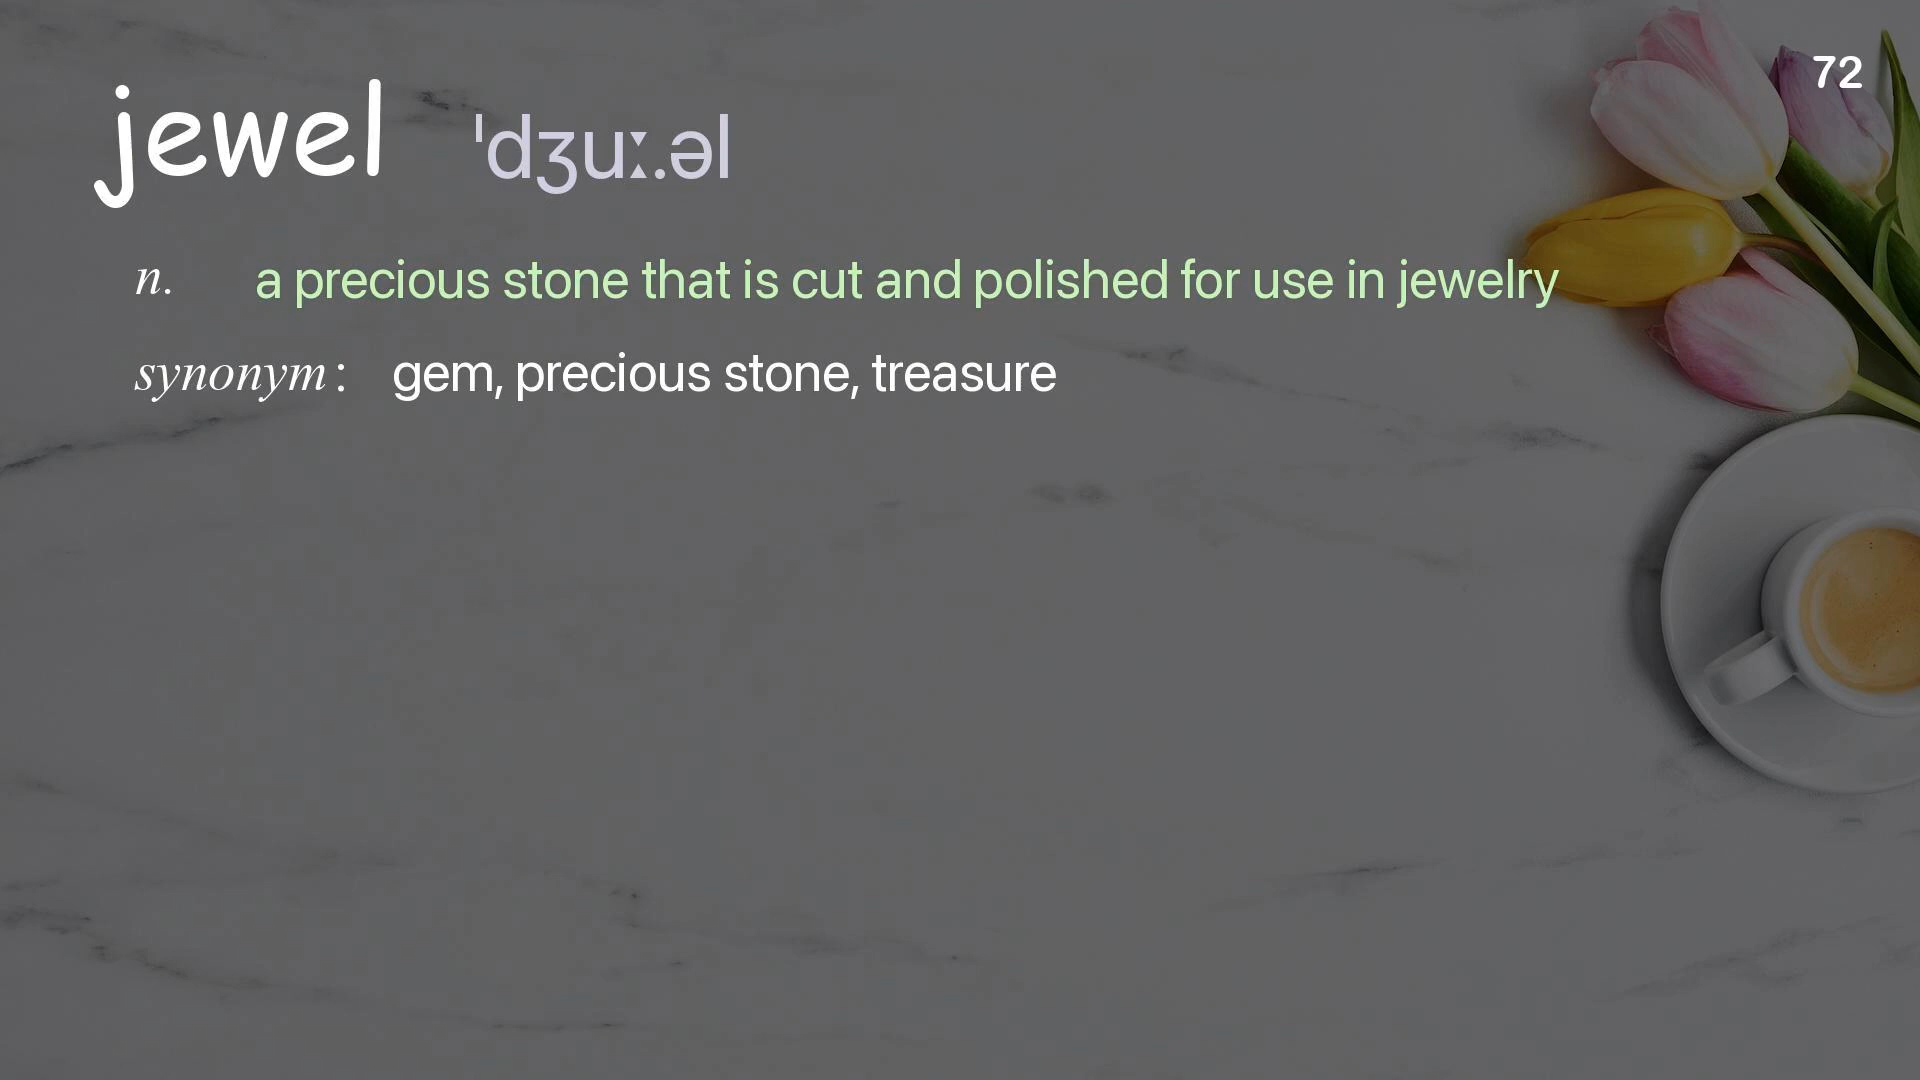 72
jewel ˈdʒuː.əl
n. a precious stone that is cut and polished for use in jewelry
synonym : gem, precious stone, treasure